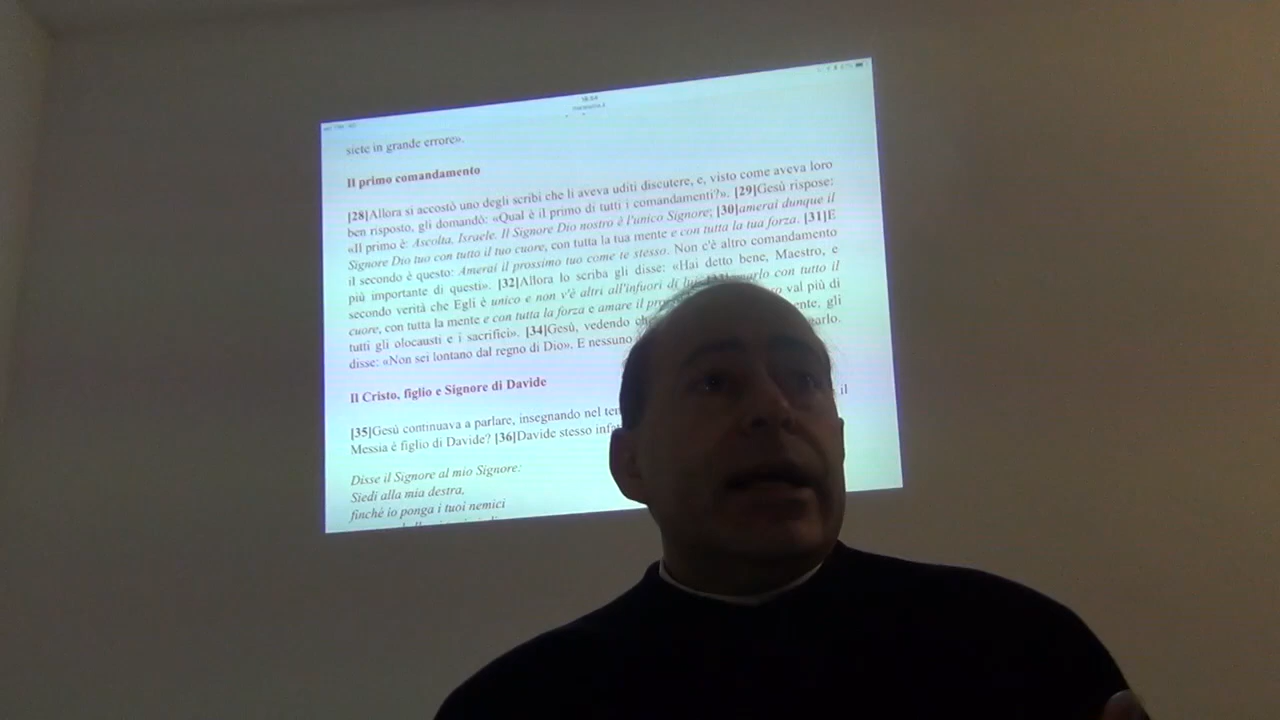 siete in grande errore».
Il primo comandamento
[28]Allora si accostò uno degli scribi che li aveva uditi discutere, e, visto come aveva loro
ben risposto, gli domandò: «Qual è il primo di tutti i comandamenti?». [29]Gesù rispose:
«Il primo è: Ascolta, Israele. Il Signore Dio nostro è l'unico Signore; [30]amerai dunque il
Signore Dio tuo con tutto il tuo cuore, con tutta la tua mente e con tutta la tua forza. [31]E
il secondo è questo: Amerai il prossimo tuo come te stesso. Non c'è altro comandamento
più importante di questi». [32]Allora lo scriba gli disse: «Hai detto bene, Maestro, e
secondo verità che Egli è unico e non v'è altri all'infuori di con tutto il
cuore, con tutta la mente e con tutta la forza e amare il val più di
tutti gli olocausti e i sacrifici». [34]Gesù, vedendo gli
disse: «Non sei lontano dal regno di Dio». E nessuno
Il Cristo, figlio e Signore di Davide
[35]Gesù continuava a parlare, insegnando nel il
Messia è figlio di Davide? [36]Davide stesso
Disse il Signore al mio Signore:
Siedi alla mia destra,
finché io ponga i tuoi nemici